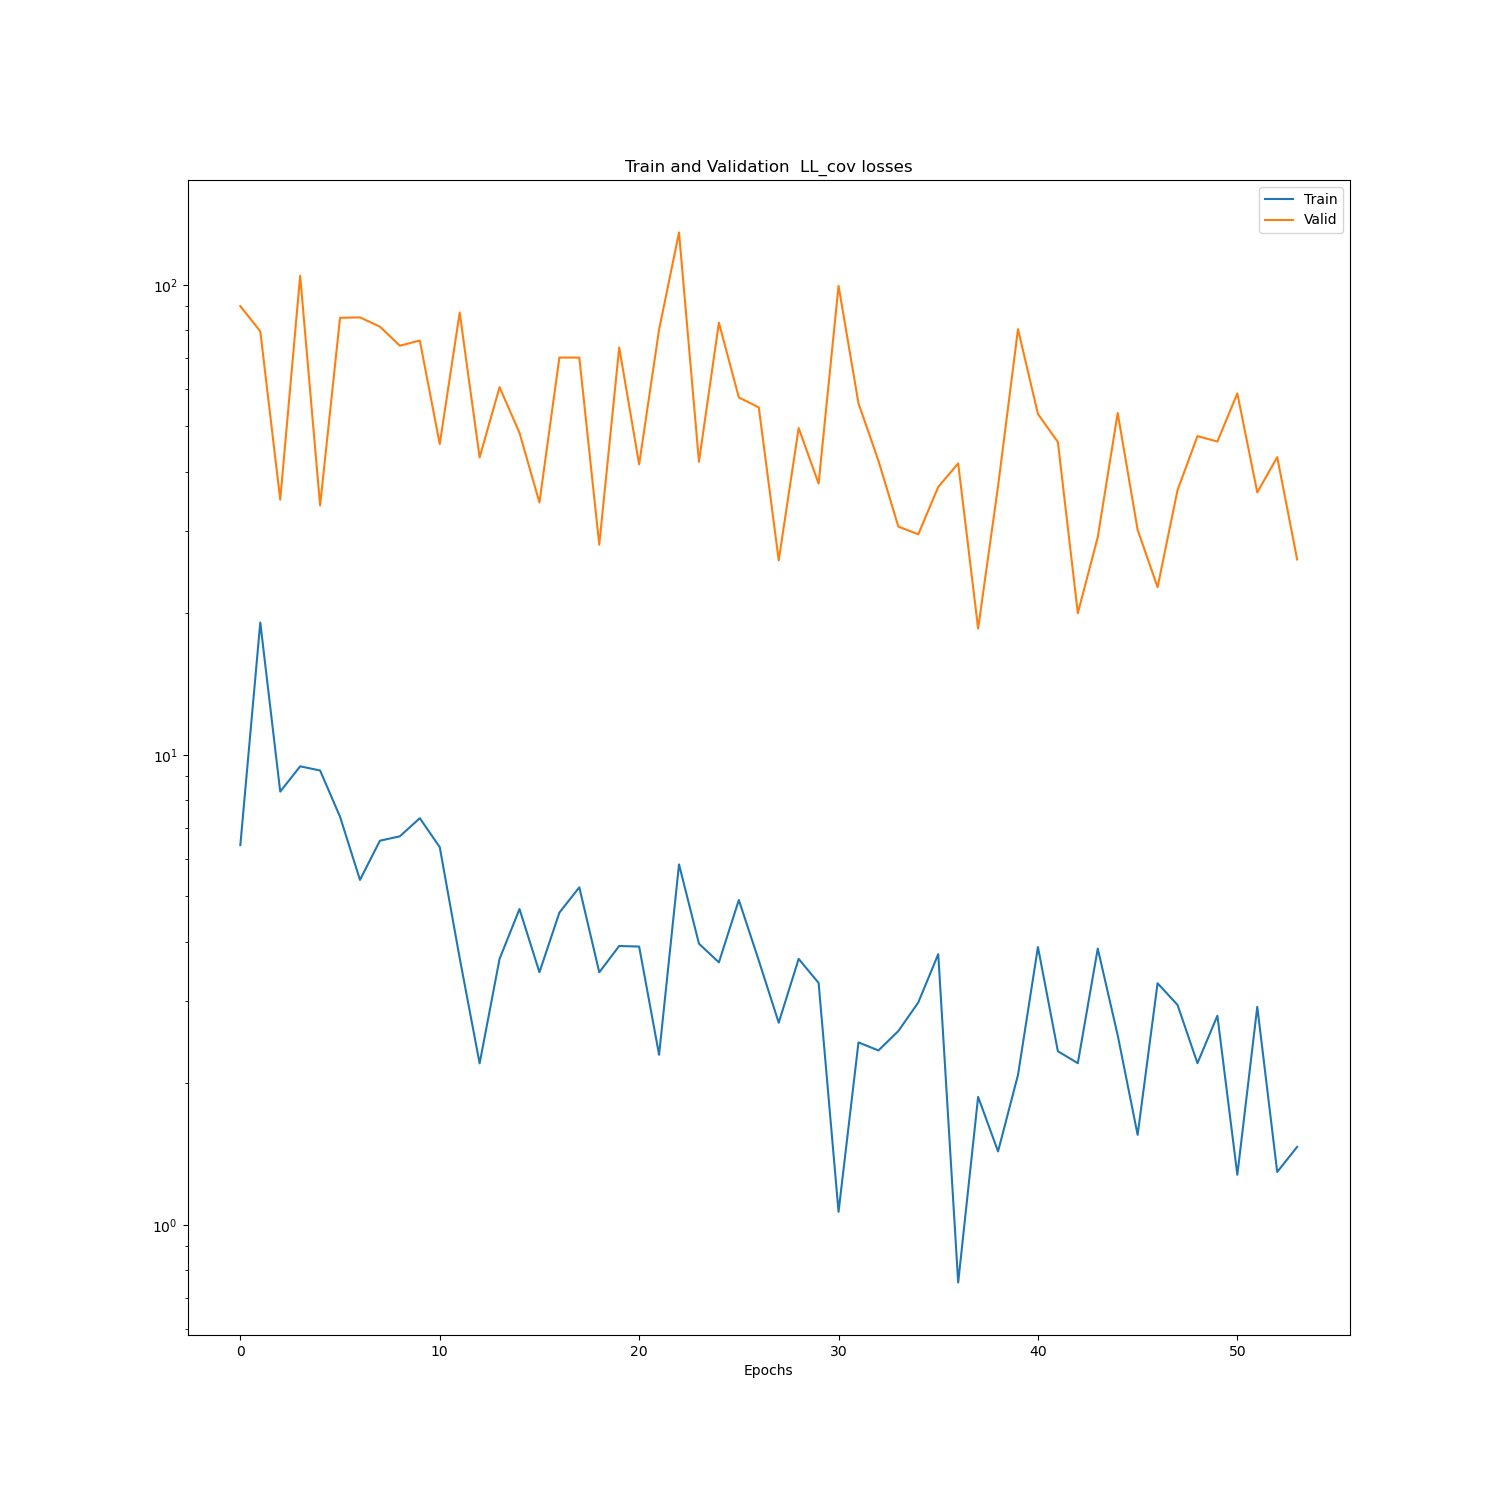 Train and Validation  LL_cov losses
Train
Valid
10²
10¹
10⁰
0 10 20 30 40 50
Epochs